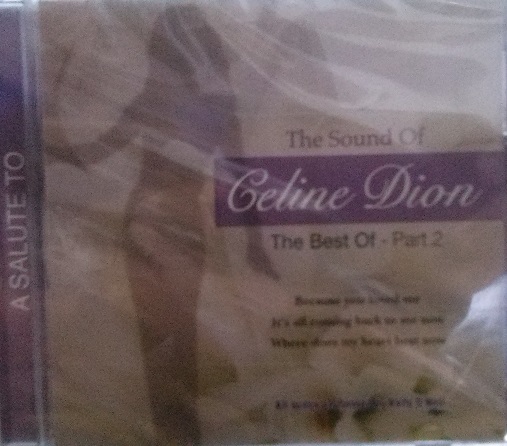 A SALUTE TO
The Sound Of
Celine Dion
The Best Of - Part 2
Because you loved me
It's all coming back to me now
Where does my heart beat now